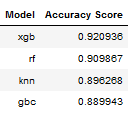 Model Accuracy Score
xgb 0.920936
rf 0.909867
knn 0.896268
gbc 0.889943